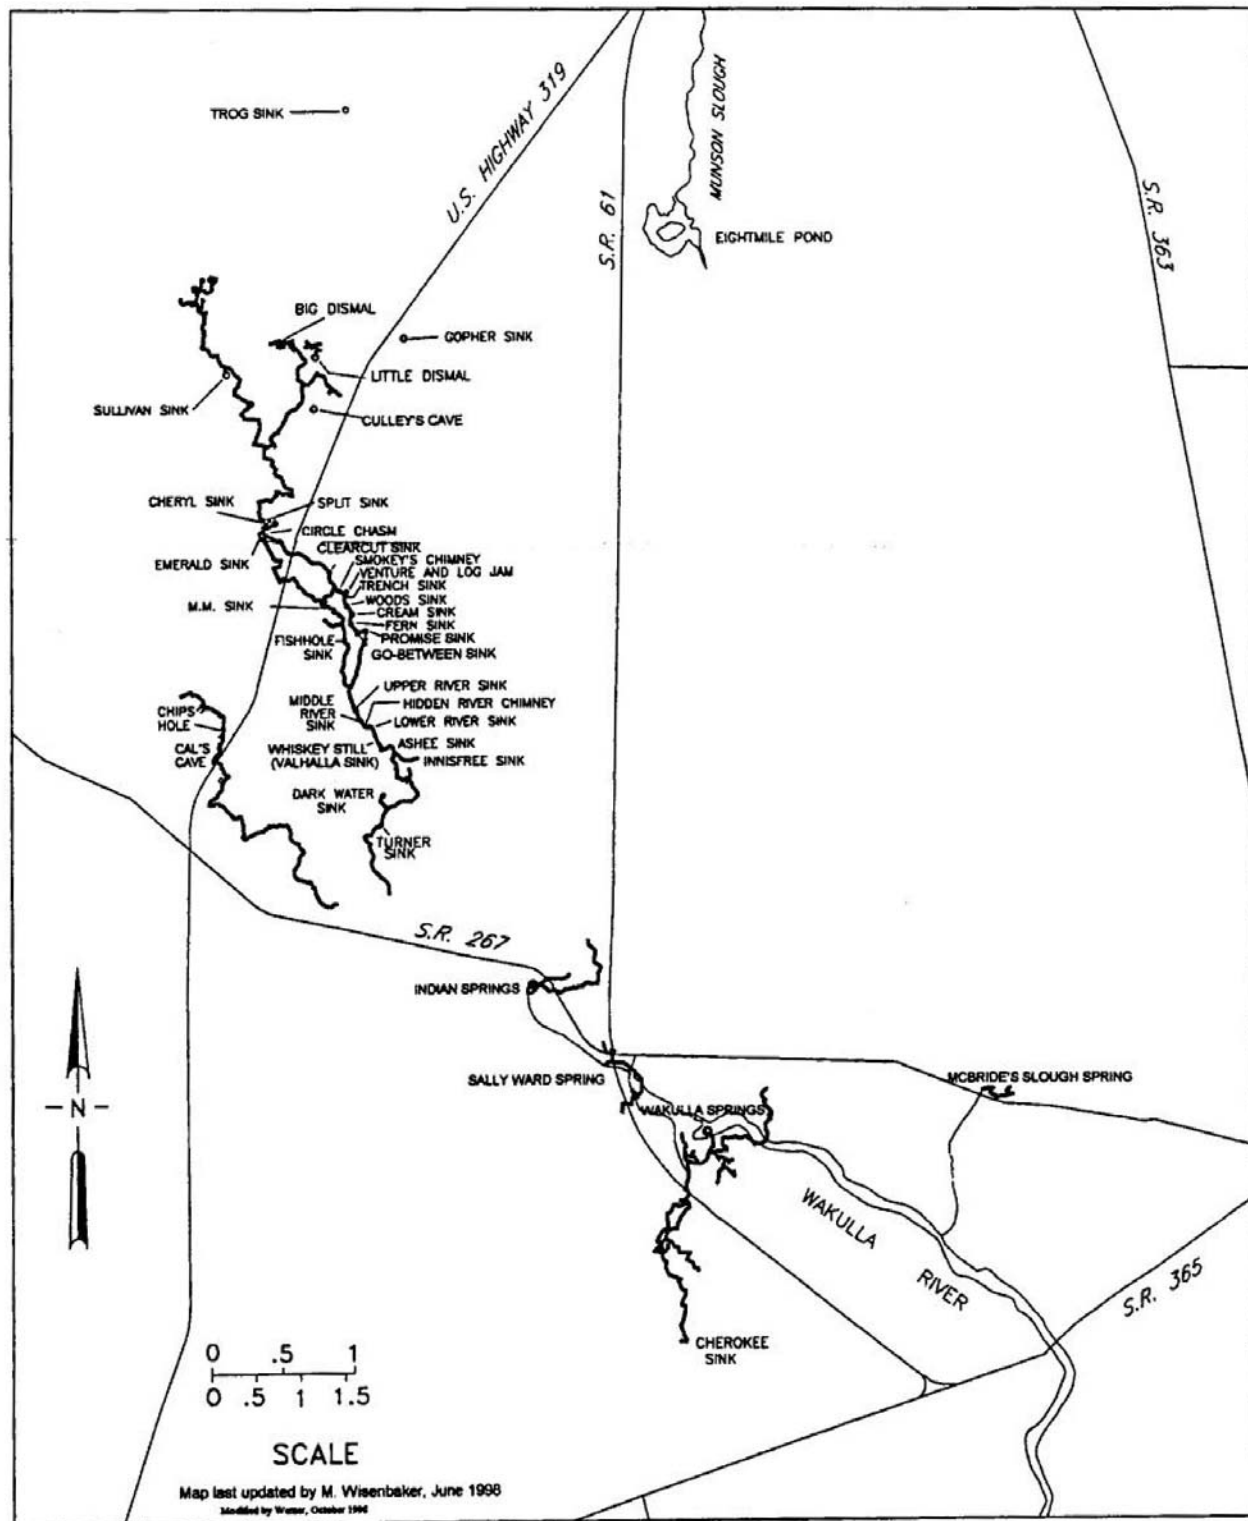 TROG SINK
U.S. HIGHWAY 319
MUNSON SLOUGH
S.R. 61
EIGHTMILE POND
S.R. 363
BIG DISMAL
GOPHER SINK
LITTLE DISMAL
SULLIVAN SINK
CULLEY'S CAVE
CHERYL SINK
SPLIT SINK
CIRCLE CHASM
CLEARCUT SINK
EMERALD SINK
SMOKEY'S CHIMNEY
VENTURE AND LOG JAM
TRENCH SINK
M.M. SINK
WOODS SINK
CREAM SINK
FERN SINK
PROMISE SINK
FISHHOLE
SINK
GO-BETWEEN SINK
UPPER RIVER SINK
MIDDLE
RIVER
SINK
HIDDEN RIVER CHIMNEY
CHIPS
HOLE
LOWER RIVER SINK
CAL'S
CAVE
WHISKEY STILL
(VALHALLA SINK)
ASHEE SINK
INNISFREE SINK
DARK WATER
SINK
TURNER
SINK
S.R. 267
INDIAN SPRINGS
SALLY WARD SPRING
MCBRIDE'S SLOUGH SPRING
WAKULLA SPRINGS
N
WAKULLA
RIVER
S.R. 365
CHEROKEE
SINK
0 .5 1
0 .5 1 1.5
SCALE
Map last updated by M. Wisenbaker, June 1998
Modified by Werner, October 1998